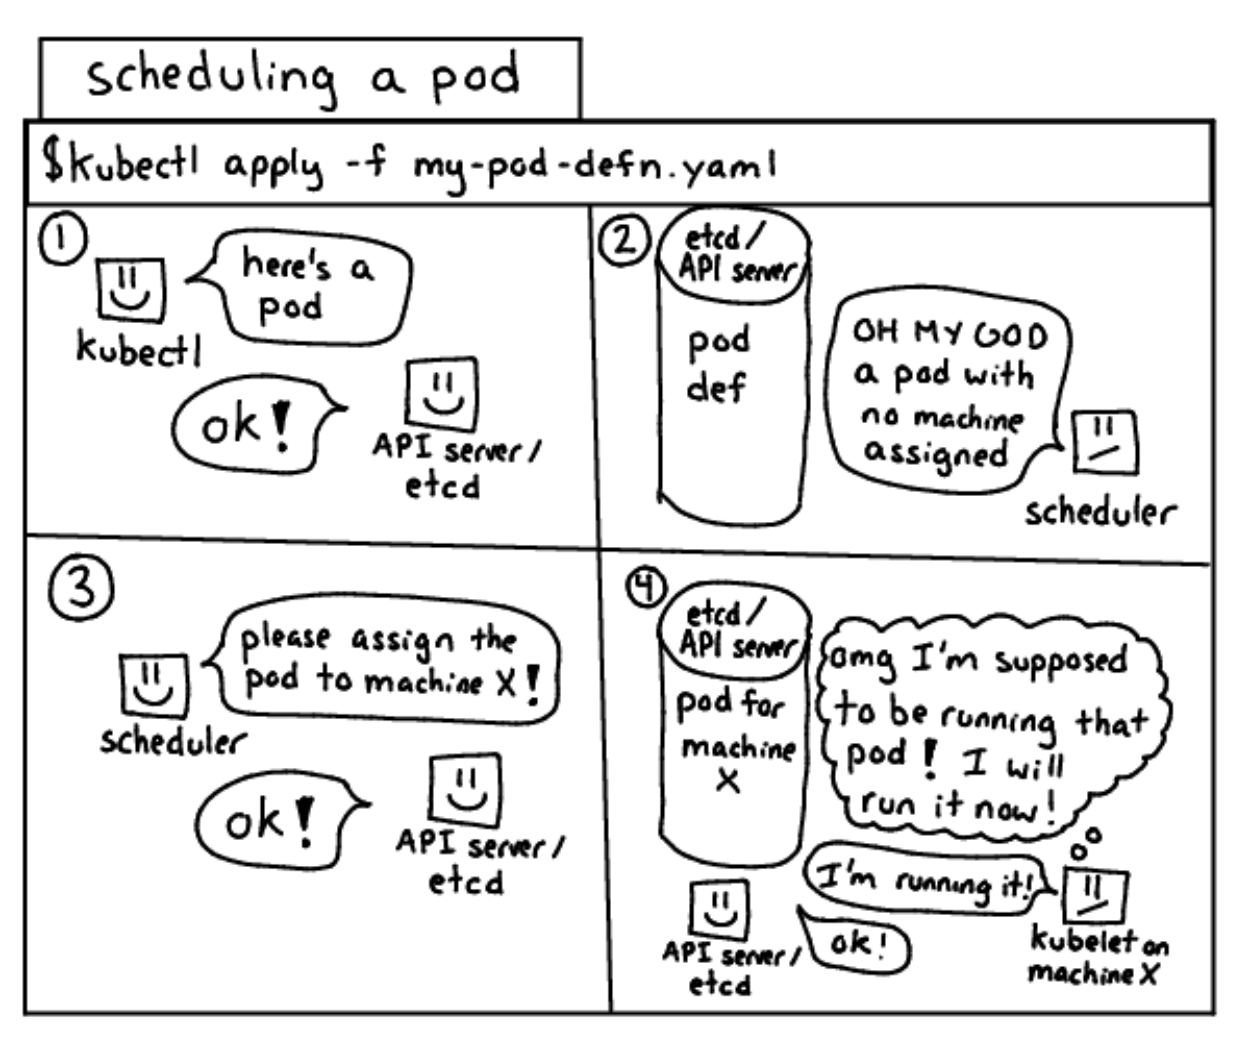 scheduling a pod
$kubectl apply -f my-pod-defn.yaml
1
here's a
pod
kubectl
ok!
API server/
etcd
2
etcd/
API server
pod
def
OH MY GOD
a pod with
no machine
assigned
scheduler
3
please assign the
pod to machine X!
scheduler
ok!
API server/
etcd
4
etcd/
API server
pod for
machine
X
omg I'm supposed
to be running that
pod! I will
run it now!
I'm running it!
kubelet on
machine X
ok!
API server/
etcd